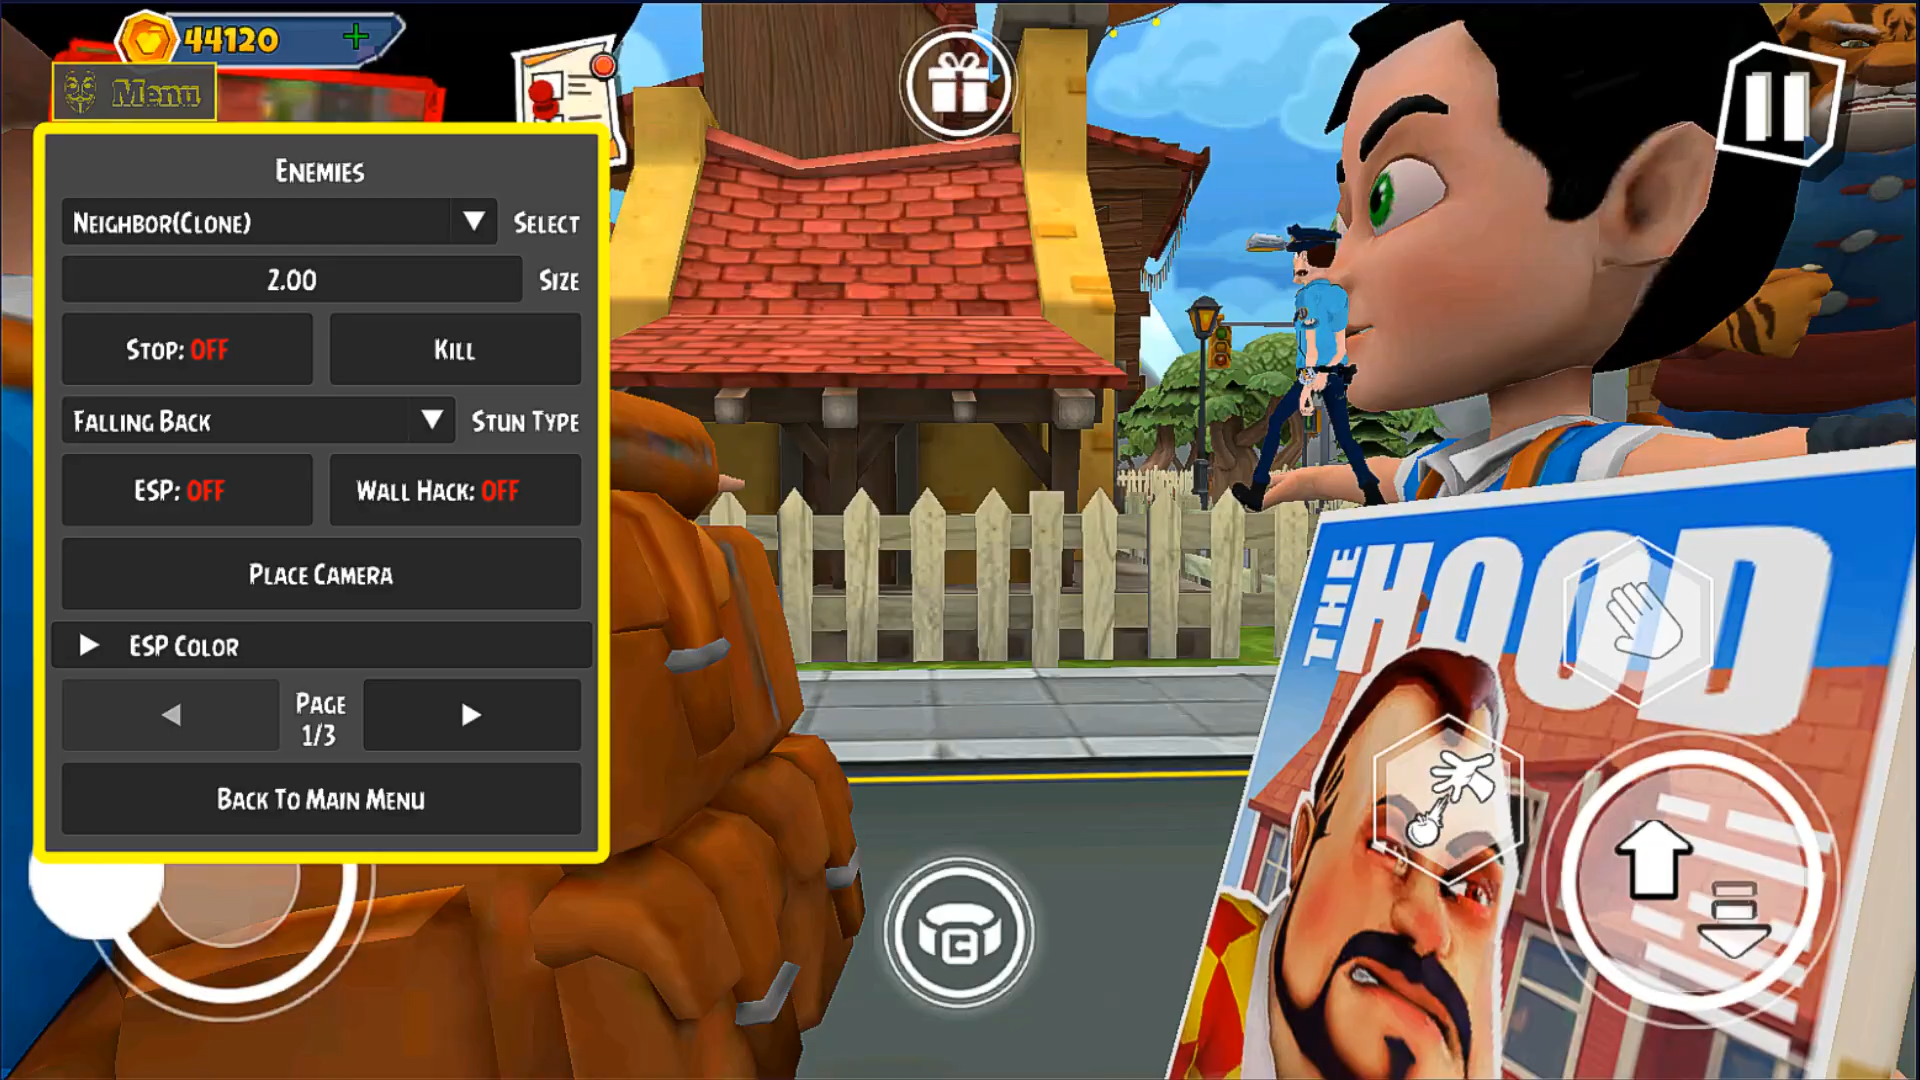 44120
Menu
ENEMIES
NEIGHBOR(CLONE)
SELECT
2.00
SIZE
STOP: OFF
KILL
FALLING BACK
STUN TYPE
ESP: OFF
WALL HACK: OFF
PLACE CAMERA
ESP COLOR
PAGE
1/3
BACK TO MAIN MENU
THE HOOD